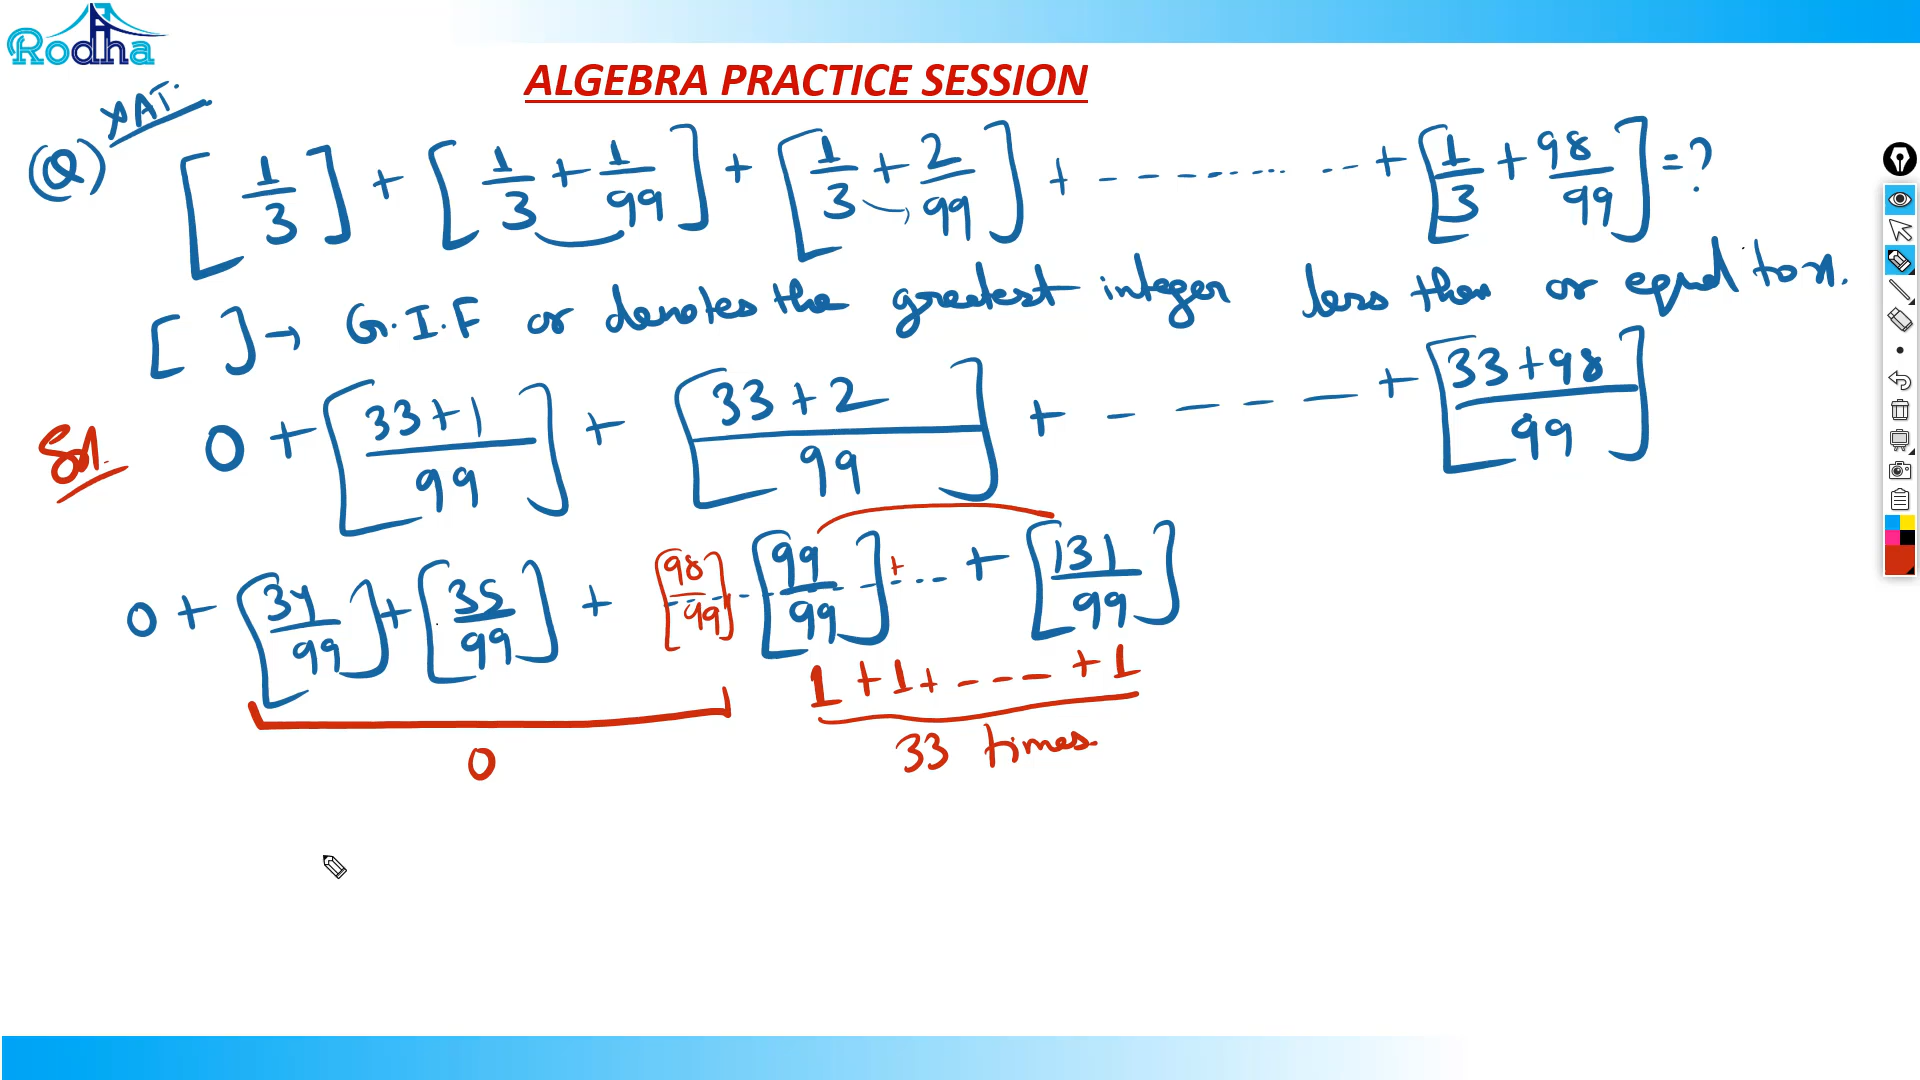 Rodha
ALGEBRA PRACTICE SESSION
XAT.
(Q) [1/3] + [1/3 + 1/99] + [1/3 + 2/99] + - - - - ..... - - + [1/3 + 98/99] = ?
[ ] → G.I.F or denotes the greatest integer less then or equal to x.
Sol. 0 + [33+1/99] + [33+2/99] + - - - - + [33+98/99]
0 + [34/99] + [35/99] + [98/99] - - - [99/99] + ... + [131/99]
1 + 1 + - - - - + 1
0 33 times.